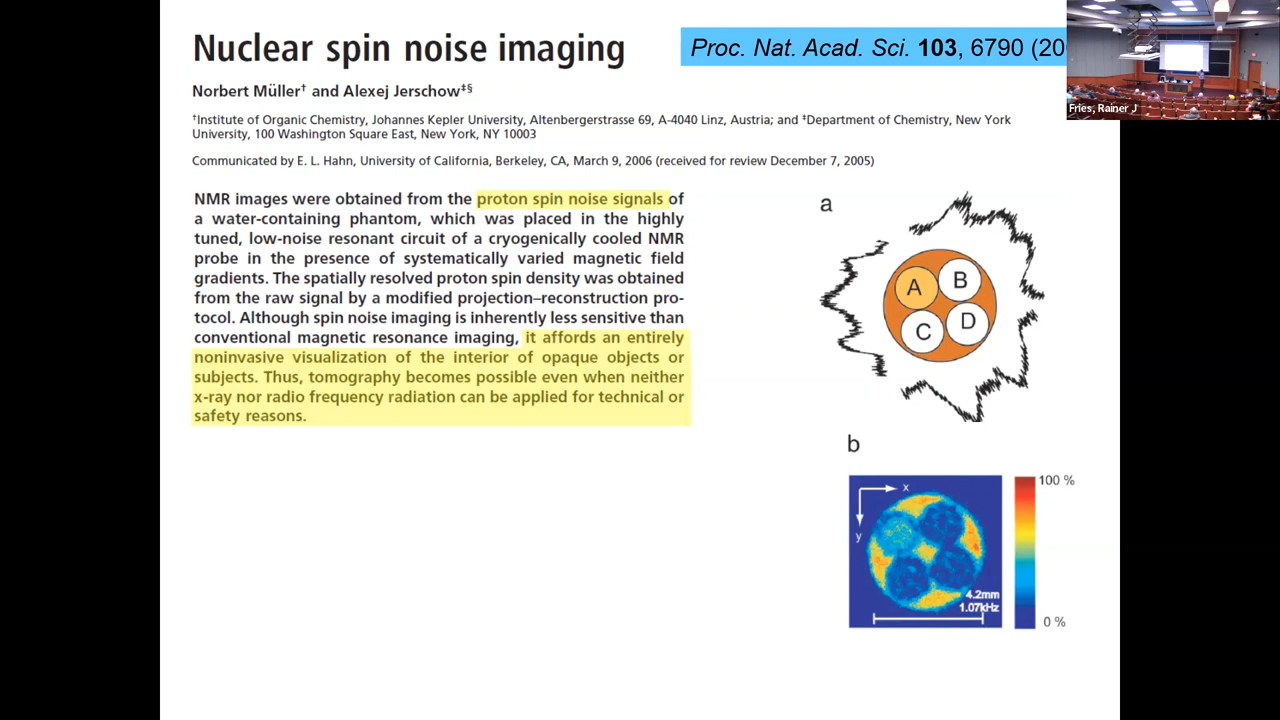 Nuclear spin noise imaging
Proc. Nat. Acad. Sci. 103, 6790 (20
Fries, Rainer J
Norbert Müller† and Alexej Jerschow‡§
†Institute of Organic Chemistry, Johannes Kepler University, Altenbergerstrasse 69, A-4040 Linz, Austria; and ‡Department of Chemistry, New York
University, 100 Washington Square East, New York, NY 10003
Communicated by E. L. Hahn, University of California, Berkeley, CA, March 9, 2006 (received for review December 7, 2005)
NMR images were obtained from the proton spin noise signals of
a water-containing phantom, which was placed in the highly
tuned, low-noise resonant circuit of a cryogenically cooled NMR
probe in the presence of systematically varied magnetic field
gradients. The spatially resolved proton spin density was obtained
from the raw signal by a modified projection–reconstruction pro-
tocol. Although spin noise imaging is inherently less sensitive than
conventional magnetic resonance imaging, it affords an entirely
noninvasive visualization of the interior of opaque objects or
subjects. Thus, tomography becomes possible even when neither
x-ray nor radio frequency radiation can be applied for technical or
safety reasons.
a
A
B
C
D
b
x
y
4.2mm
1.07kHz
100 %
0 %